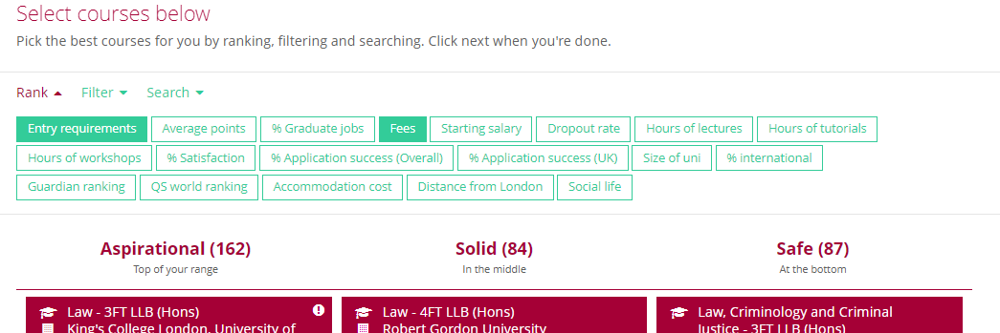 Select courses below
Pick the best courses for you by ranking, filtering and searching. Click next when you're done.
Rank Filter Search
Entry requirements Average points % Graduate jobs Fees Starting salary Dropout rate Hours of lectures Hours of tutorials
Hours of workshops % Satisfaction % Application success (Overall) % Application success (UK) Size of uni % international
Guardian ranking QS world ranking Accommodation cost Distance from London Social life
Aspirational (162) Solid (84) Safe (87)
Top of your range In the middle At the bottom
Law - 3FT LLB (Hons) Law - 4FT LLB (Hons) Law, Criminology and Criminal
King's College London, University of Robert Gordon University Justice - 3FT LLB (Hons)